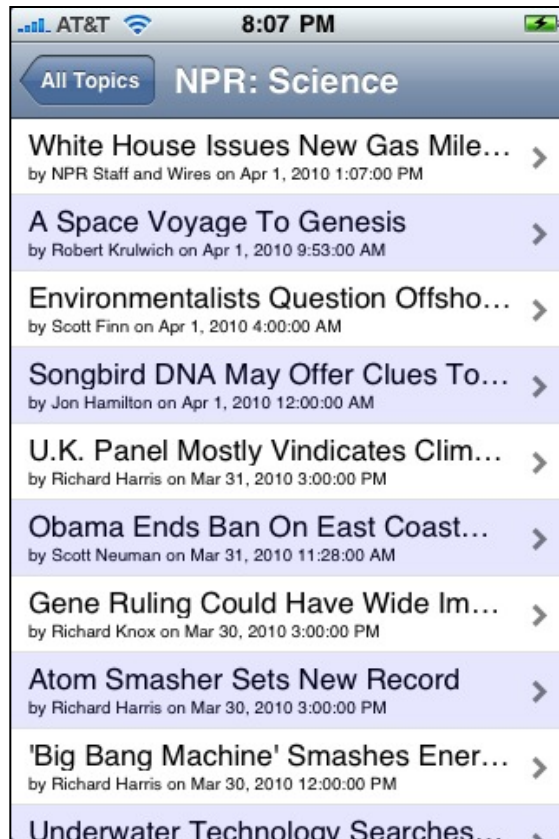 AT&T 8:07 PM
All Topics NPR: Science
White House Issues New Gas Mile...
by NPR Staff and Wires on Apr 1, 2010 1:07:00 PM
A Space Voyage To Genesis
by Robert Krulwich on Apr 1, 2010 9:53:00 AM
Environmentalists Question Offsho...
by Scott Finn on Apr 1, 2010 4:00:00 AM
Songbird DNA May Offer Clues To...
by Jon Hamilton on Apr 1, 2010 12:00:00 AM
U.K. Panel Mostly Vindicates Clim...
by Richard Harris on Mar 31, 2010 3:00:00 PM
Obama Ends Ban On East Coast...
by Scott Neuman on Mar 31, 2010 11:28:00 AM
Gene Ruling Could Have Wide Im...
by Richard Knox on Mar 30, 2010 3:00:00 PM
Atom Smasher Sets New Record
by Richard Harris on Mar 30, 2010 3:00:00 PM
'Big Bang Machine' Smashes Ener...
by Richard Harris on Mar 30, 2010 12:00:00 PM
Underwater Technology Searches...